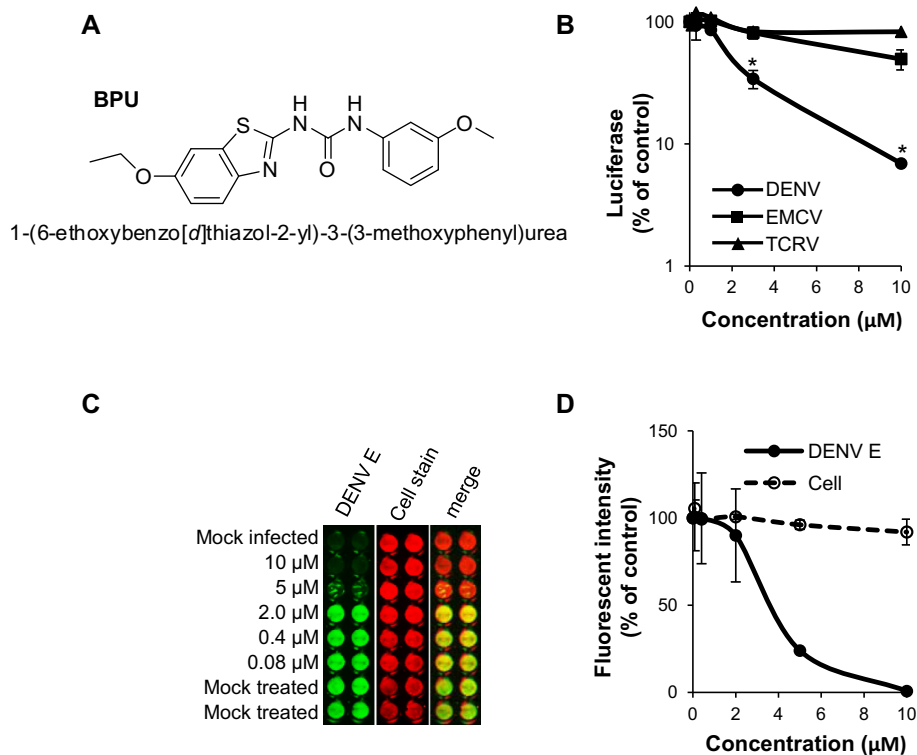 A
BPU
S
N
H
N
H
N
O
O
O
1-(6-ethoxybenzo[d]thiazol-2-yl)-3-(3-methoxyphenyl)urea
B
Luciferase
(% of control)
100
10
1
*
*
DENV
EMCV
TCRV
0 2 4 6 8 10
Concentration (µM)
C
DENV E
Cell stain
merge
Mock infected
10 µM
5 µM
2.0 µM
0.4 µM
0.08 µM
Mock treated
Mock treated
D
Fluorescent intensity
(% of control)
150
100
50
0
DENV E
Cell
0 2 4 6 8 10
Concentration (µM)